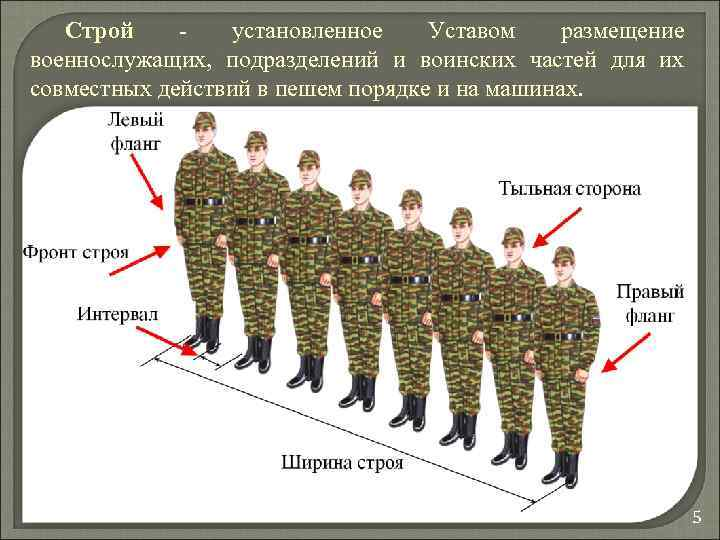 Строй - установленное Уставом размещение
военнослужащих, подразделений и воинских частей для их
совместных действий в пешем порядке и на машинах.
Левый
фланг
Тыльная сторона
Фронт строя
Правый
фланг
Интервал
Ширина строя
5